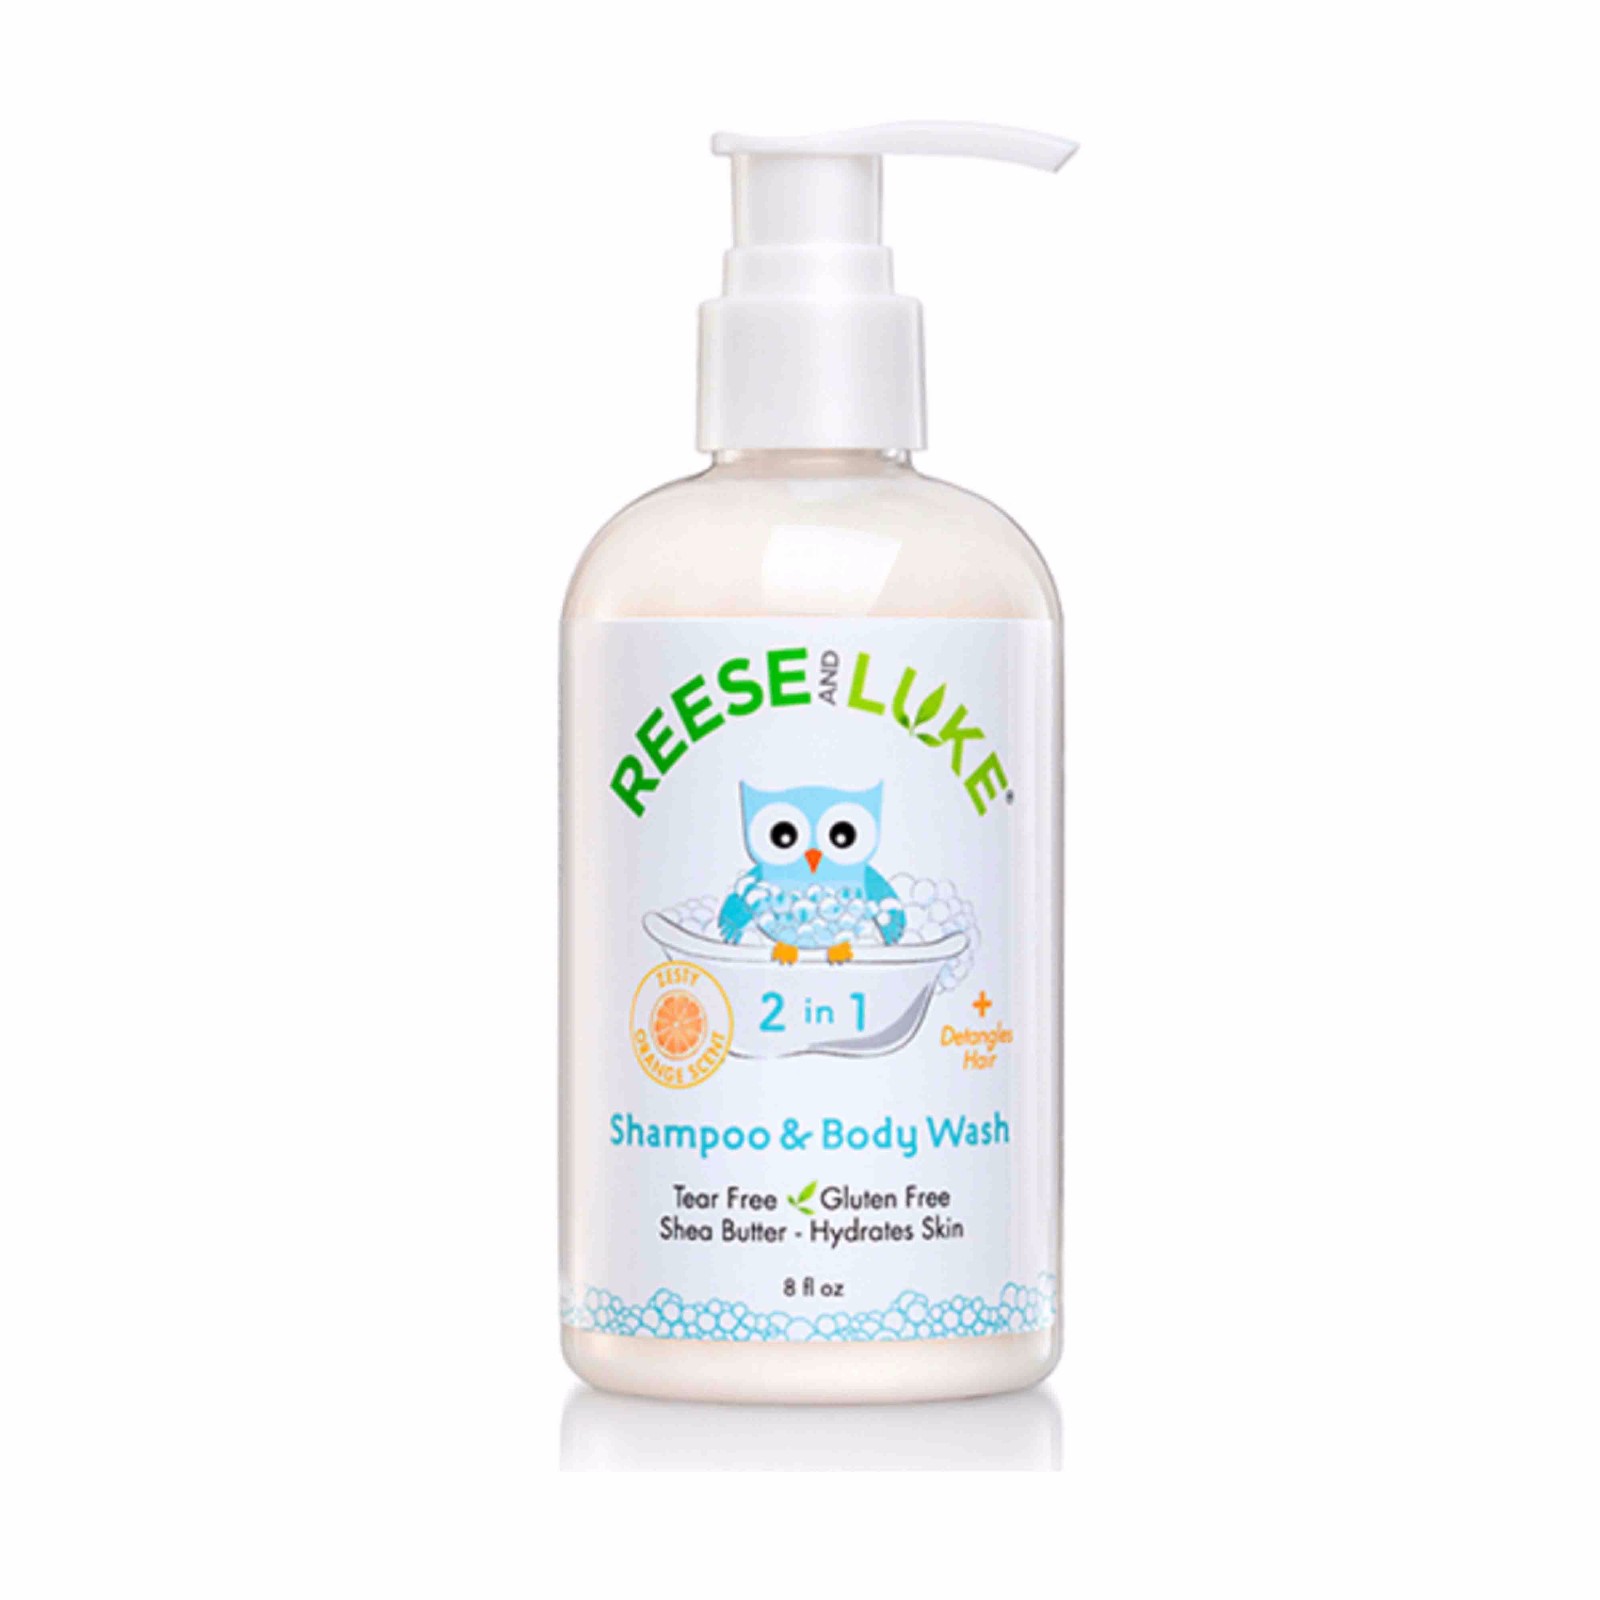 REESE AND LUKE®
ZESTY
ORANGE SCENT
2 in 1
+
Detangles
Hair
Shampoo & Body Wash
Tear Free Gluten Free
Shea Butter - Hydrates Skin
8 fl oz